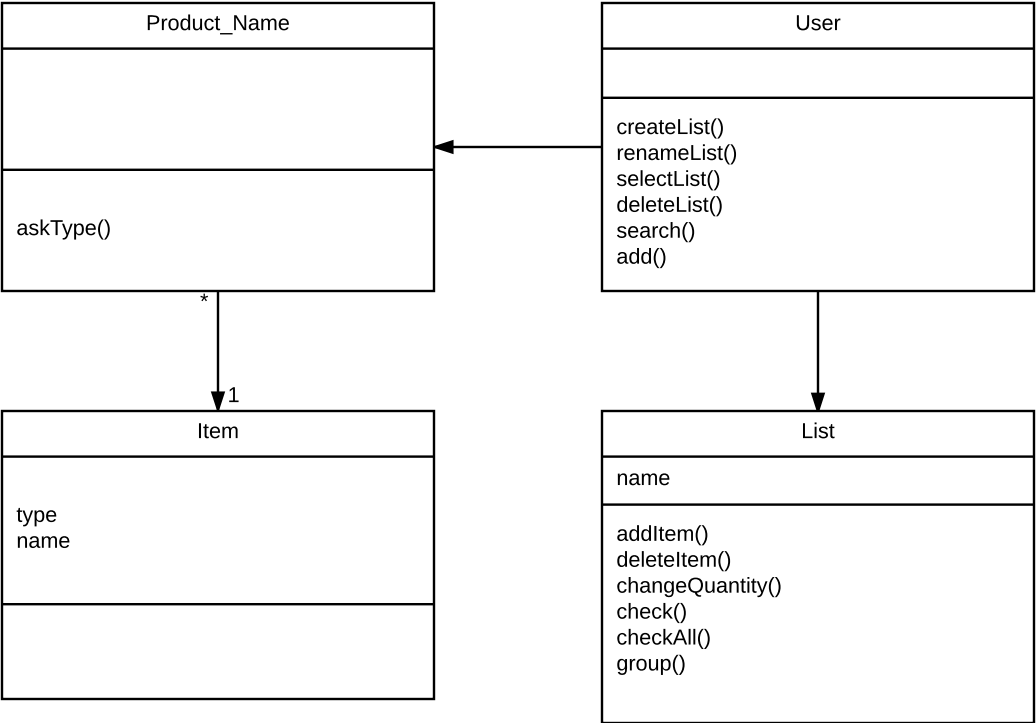 Product_Name
askType()
User
createList()
renameList()
selectList()
deleteList()
search()
add()
*
1
Item
type
name
List
name
addItem()
deleteItem()
changeQuantity()
check()
checkAll()
group()